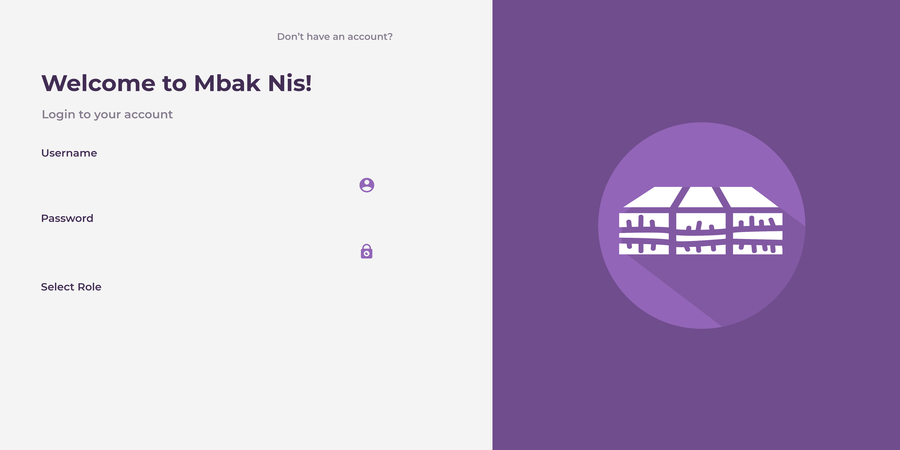 Don't have an account?
Welcome to Mbak Nis!
Login to your account
Username
Password
Select Role